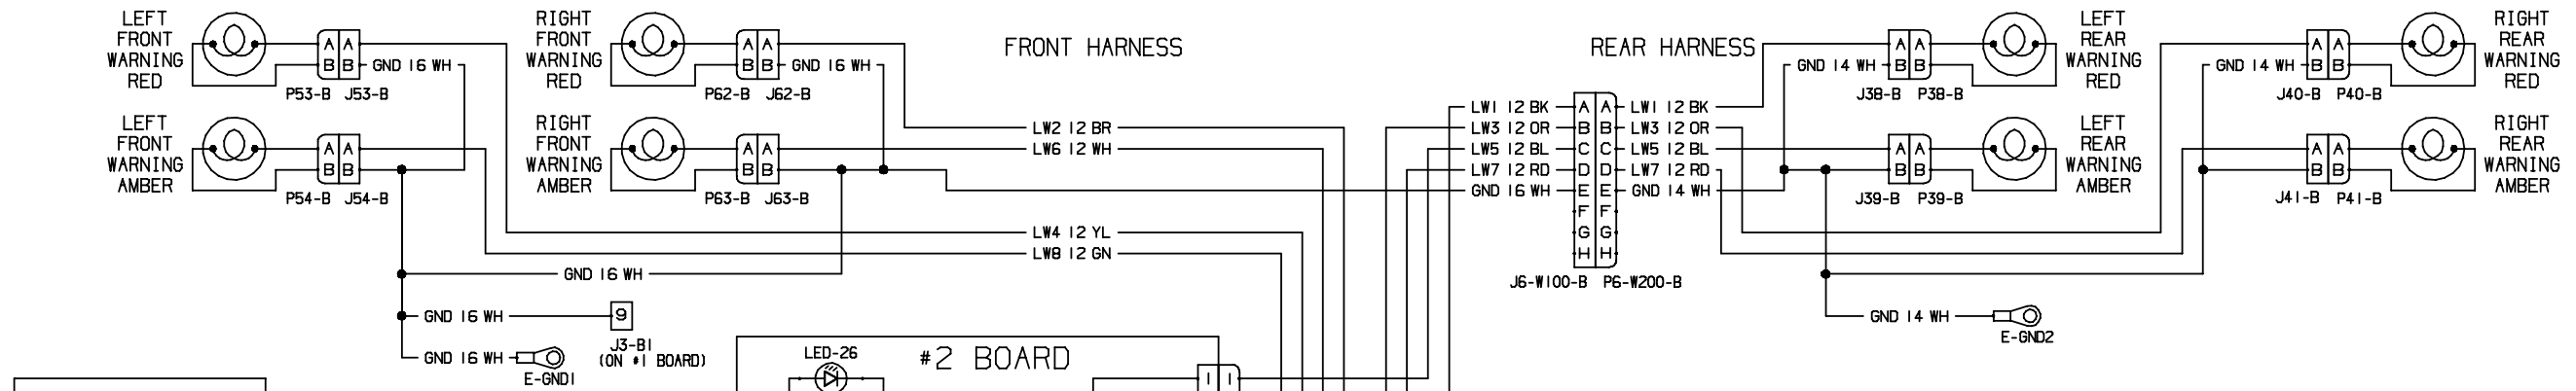 LEFT
FRONT
WARNING
RED
A A
B B
GND 16 WH
P53-B J53-B
LEFT
FRONT
WARNING
AMBER
A A
B B
P54-B J54-B
RIGHT
FRONT
WARNING
RED
A A
B B
GND 16 WH
P62-B J62-B
RIGHT
FRONT
WARNING
AMBER
A A
B B
P63-B J63-B
FRONT HARNESS
LW2 12 BR
LW6 12 WH
LW4 12 YL
LW8 12 GN
GND 16 WH
GND 16 WH
9
J3-B1
(ON #1 BOARD)
GND 16 WH
E-GND1
LED-26
#2 BOARD
1 1
REAR HARNESS
LW1 12 BK A A LW1 12 BK
LW3 12 OR B B LW3 12 OR
LW5 12 BL C C LW5 12 BL
LW7 12 RD D D LW7 12 RD
GND 16 WH E E GND 14 WH
F F
G G
H H
J6-W100-B P6-W200-B
GND 14 WH
A A
B B
J38-B P38-B
LEFT
REAR
WARNING
RED
A A
B B
J39-B P39-B
LEFT
REAR
WARNING
AMBER
GND 14 WH
A A
B B
J40-B P40-B
RIGHT
REAR
WARNING
RED
A A
B B
J41-B P41-B
RIGHT
REAR
WARNING
AMBER
GND 14 WH
E-GND2